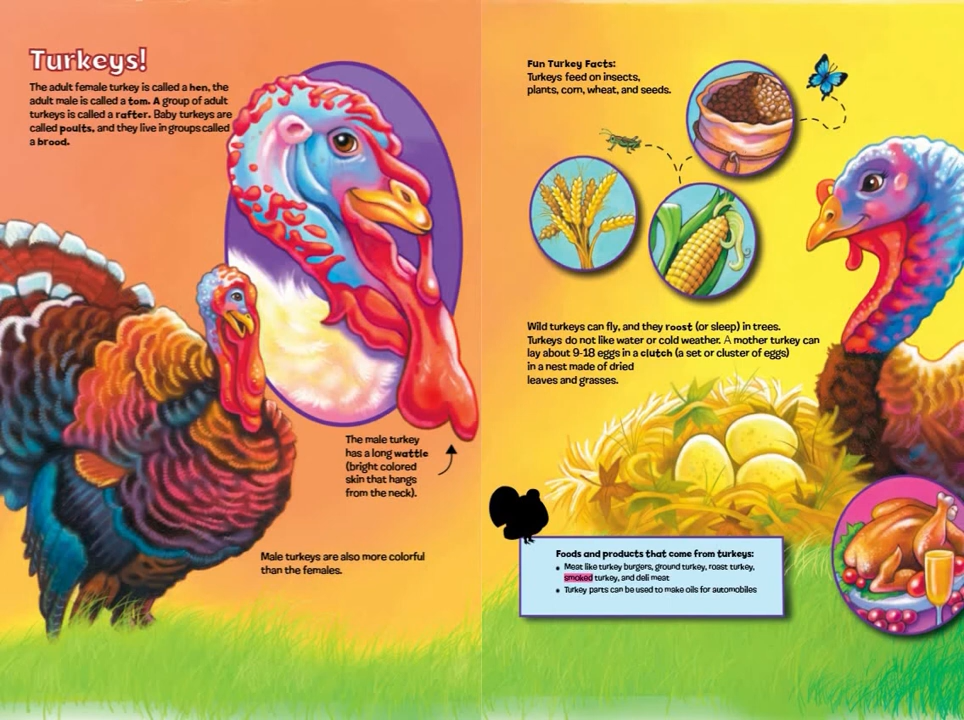 Turkeys!
The adult female turkey is called a hen, the
adult male is called a tom. A group of adult
turkeys is called a rafter. Baby turkeys are
called poults, and they live in groups called
a brood.
The male turkey
has a long wattle
(bright colored
skin that hangs
from the neck).
Male turkeys are also more colorful
than the females.
Fun Turkey Facts:
Turkeys feed on insects,
plants, corn, wheat, and seeds.
Wild turkeys can fly, and they roost (or sleep) in trees.
Turkeys do not like water or cold weather. A mother turkey can
lay about 9-18 eggs in a clutch (a set or cluster of eggs)
in a nest made of dried
leaves and grasses.
Foods and products that come from turkeys:
• Meat like turkey burgers, ground turkey, roast turkey,
smoked turkey, and deli meat
• Turkey parts can be used to make oils for automobiles